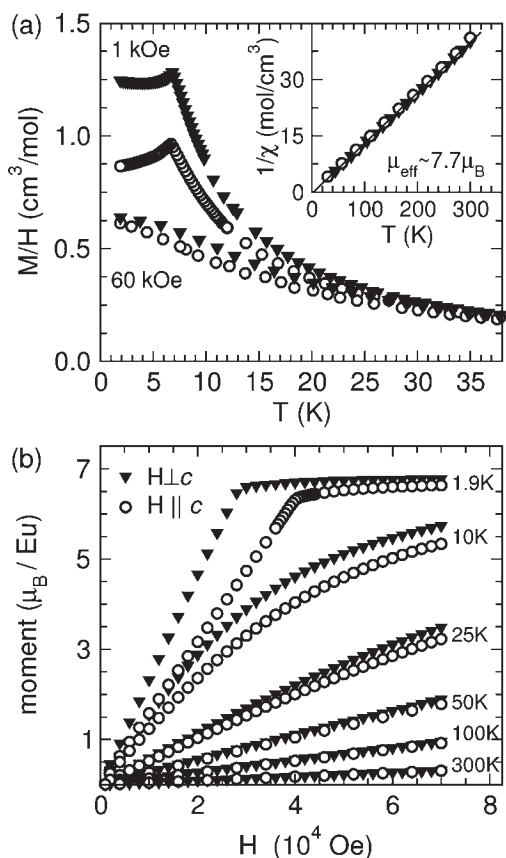 (a)
1.5
1.0
0.5
0.0
M/H (cm³/mol)
1 kOe
60 kOe
0 5 10 15 20 25 30 35
T (K)
45
30
15
0
1/χ (mol/cm³)
μeff~7.7μB
0 100 200 300
T (K)
(b)
7
5
3
1
moment (μB / Eu)
H⊥c
H || c
1.9K
10K
25K
50K
100K
300K
0 2 4 6 8
H (10⁴ Oe)